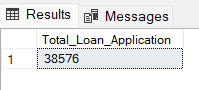 Results Messages
Total_Loan_Application
1 38576